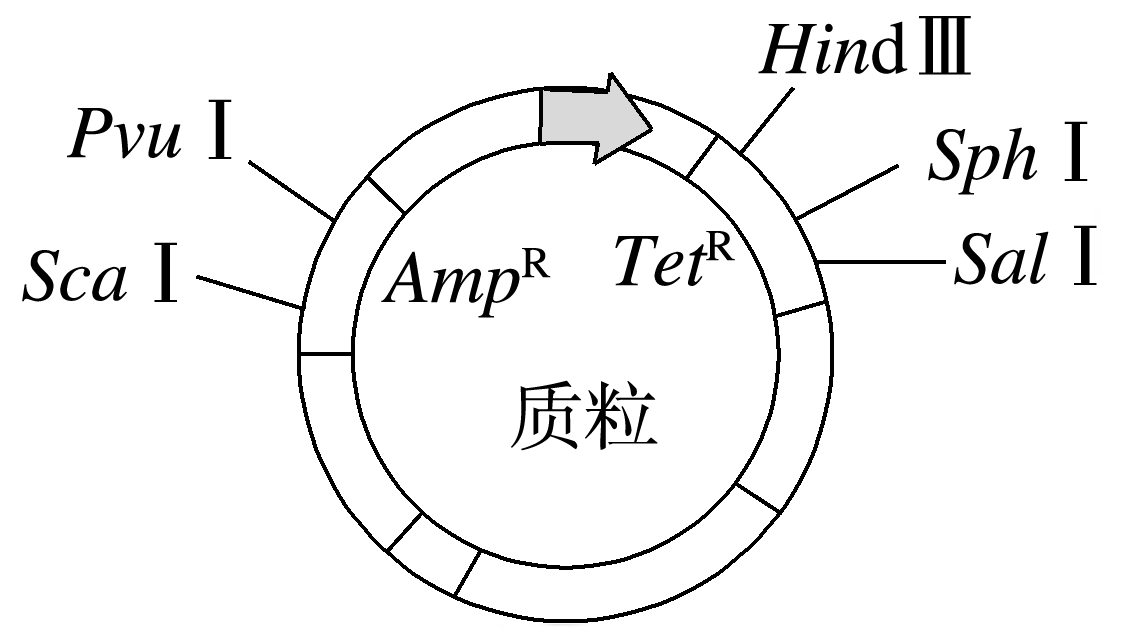 HindⅢ
PvuⅠ
SphⅠ
ScaⅠ
SalⅠ
Ampᴿ
Tetᴿ
质粒